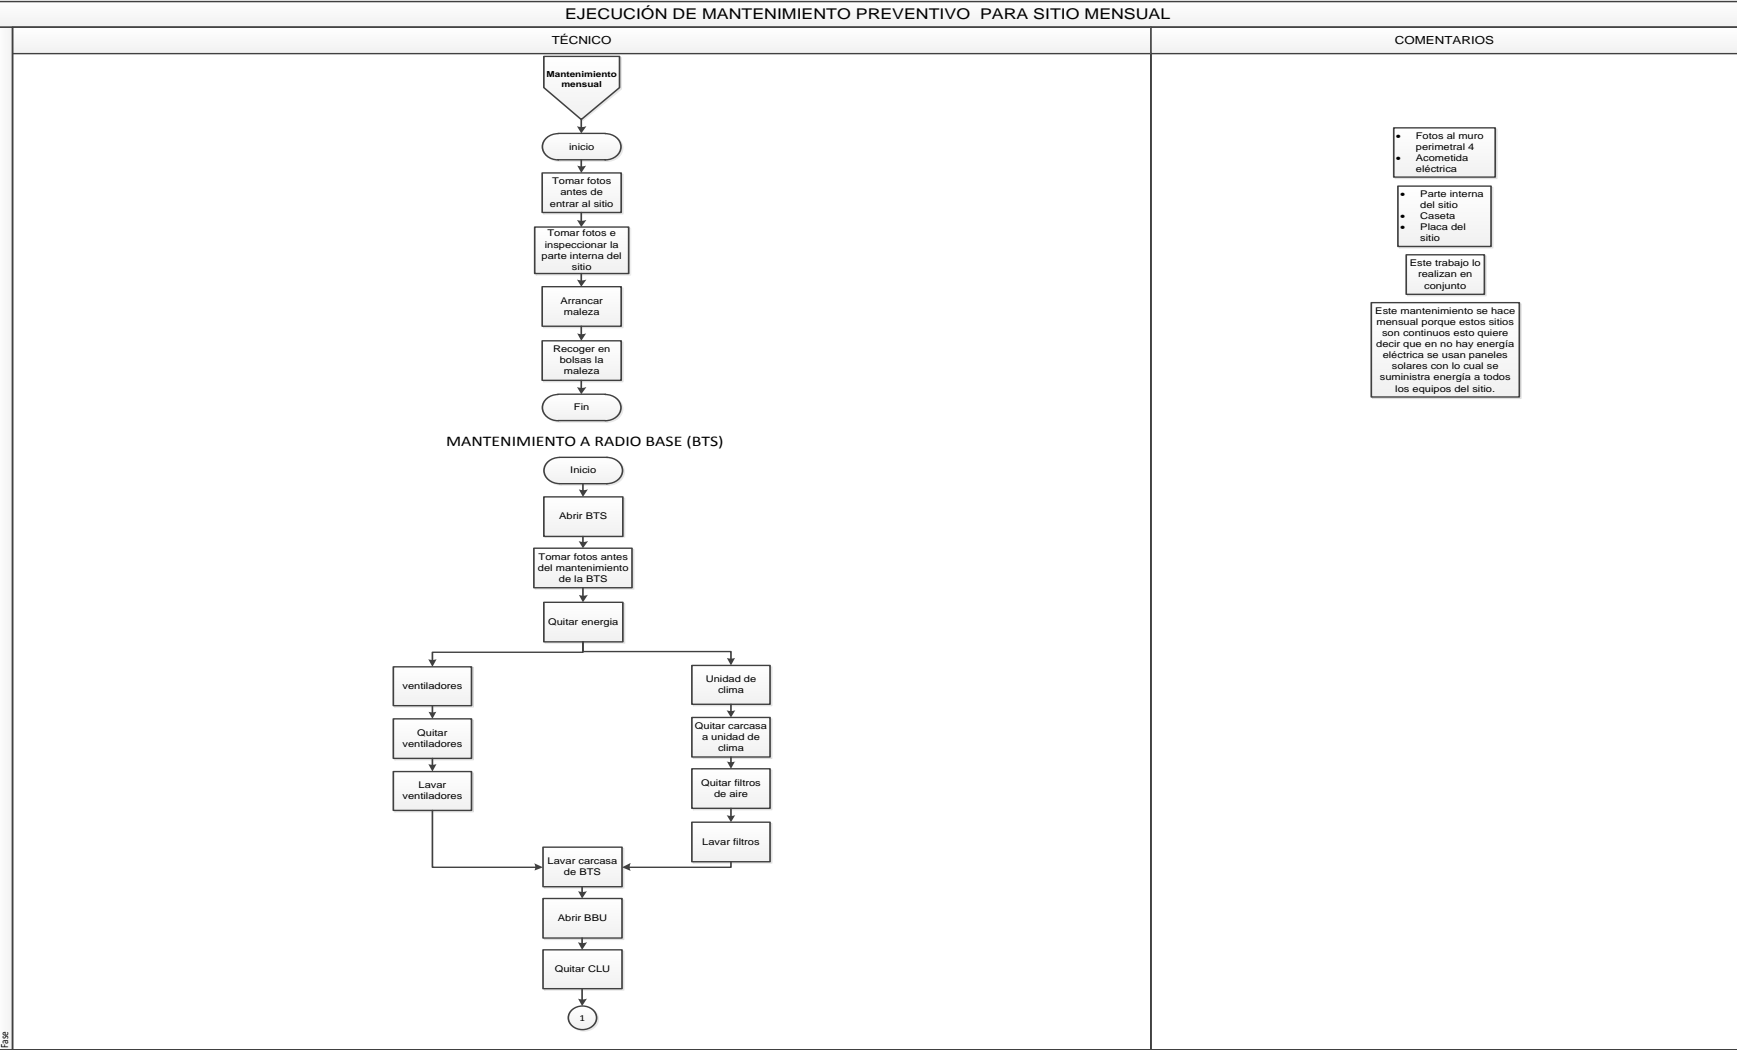 EJECUCIÓN DE MANTENIMIENTO PREVENTIVO  PARA SITIO MENSUAL
TÉCNICO
COMENTARIOS
Mantenimiento
mensual
inicio
Tomar fotos
antes de
entrar al sitio
Tomar fotos e
inspeccionar la
parte interna del
sitio
Arrancar
maleza
Recoger en
bolsas la
maleza
Fin
• Fotos al muro
perimetral 4
• Acometida
eléctrica
• Parte interna
del sitio
• Caseta
• Placa del
sitio
Este trabajo lo
realizan en
conjunto
Este mantenimiento se hace
mensual porque estos sitios
son continuos esto quiere
decir que en no hay energía
eléctrica se usan paneles
solares con lo cual se
suministra energía a todos
los equipos del sitio.
MANTENIMIENTO A RADIO BASE (BTS)
Inicio
Abrir BTS
Tomar fotos antes
del mantenimiento
de la BTS
Quitar energia
ventiladores
Quitar
ventiladores
Lavar
ventiladores
Unidad de
clima
Quitar carcasa
a unidad de
clima
Quitar filtros
de aire
Lavar filtros
Lavar carcasa
de BTS
Abrir BBU
Quitar CLU
1
Fase